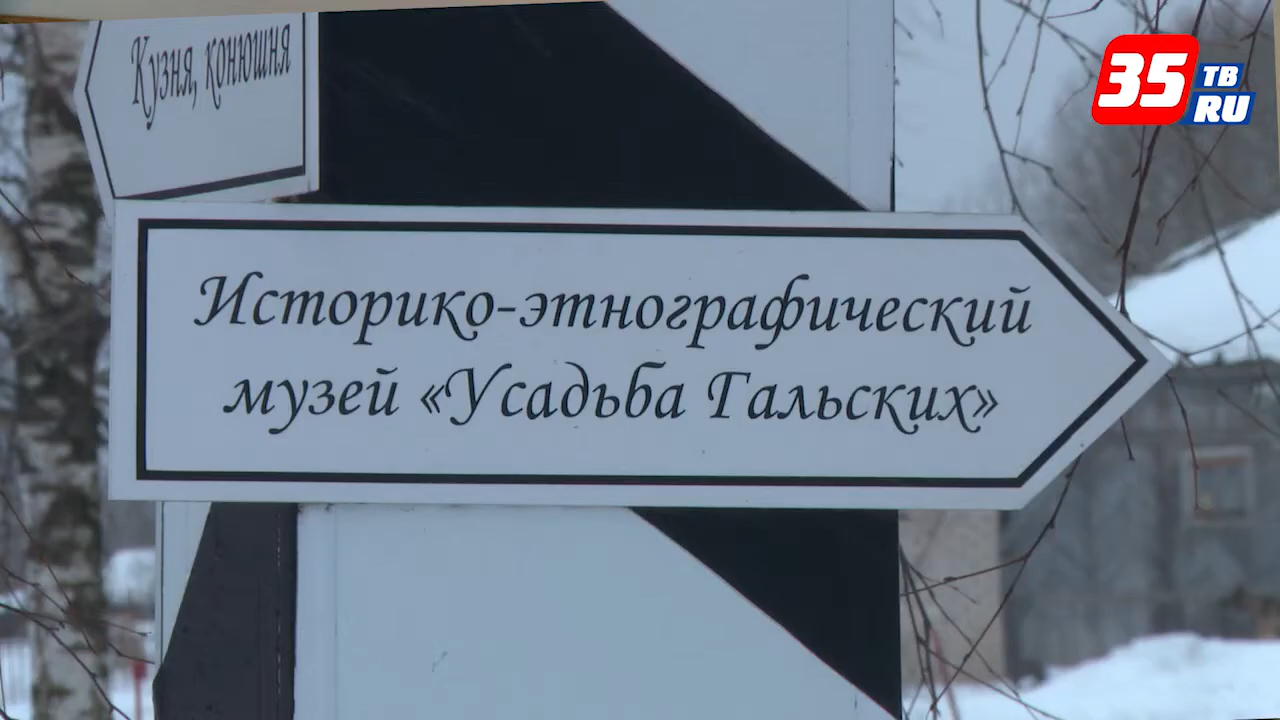 Кузня, конюшня
35 ТВ
RU
Историко-этнографический
музей «Усадьба Гальских»